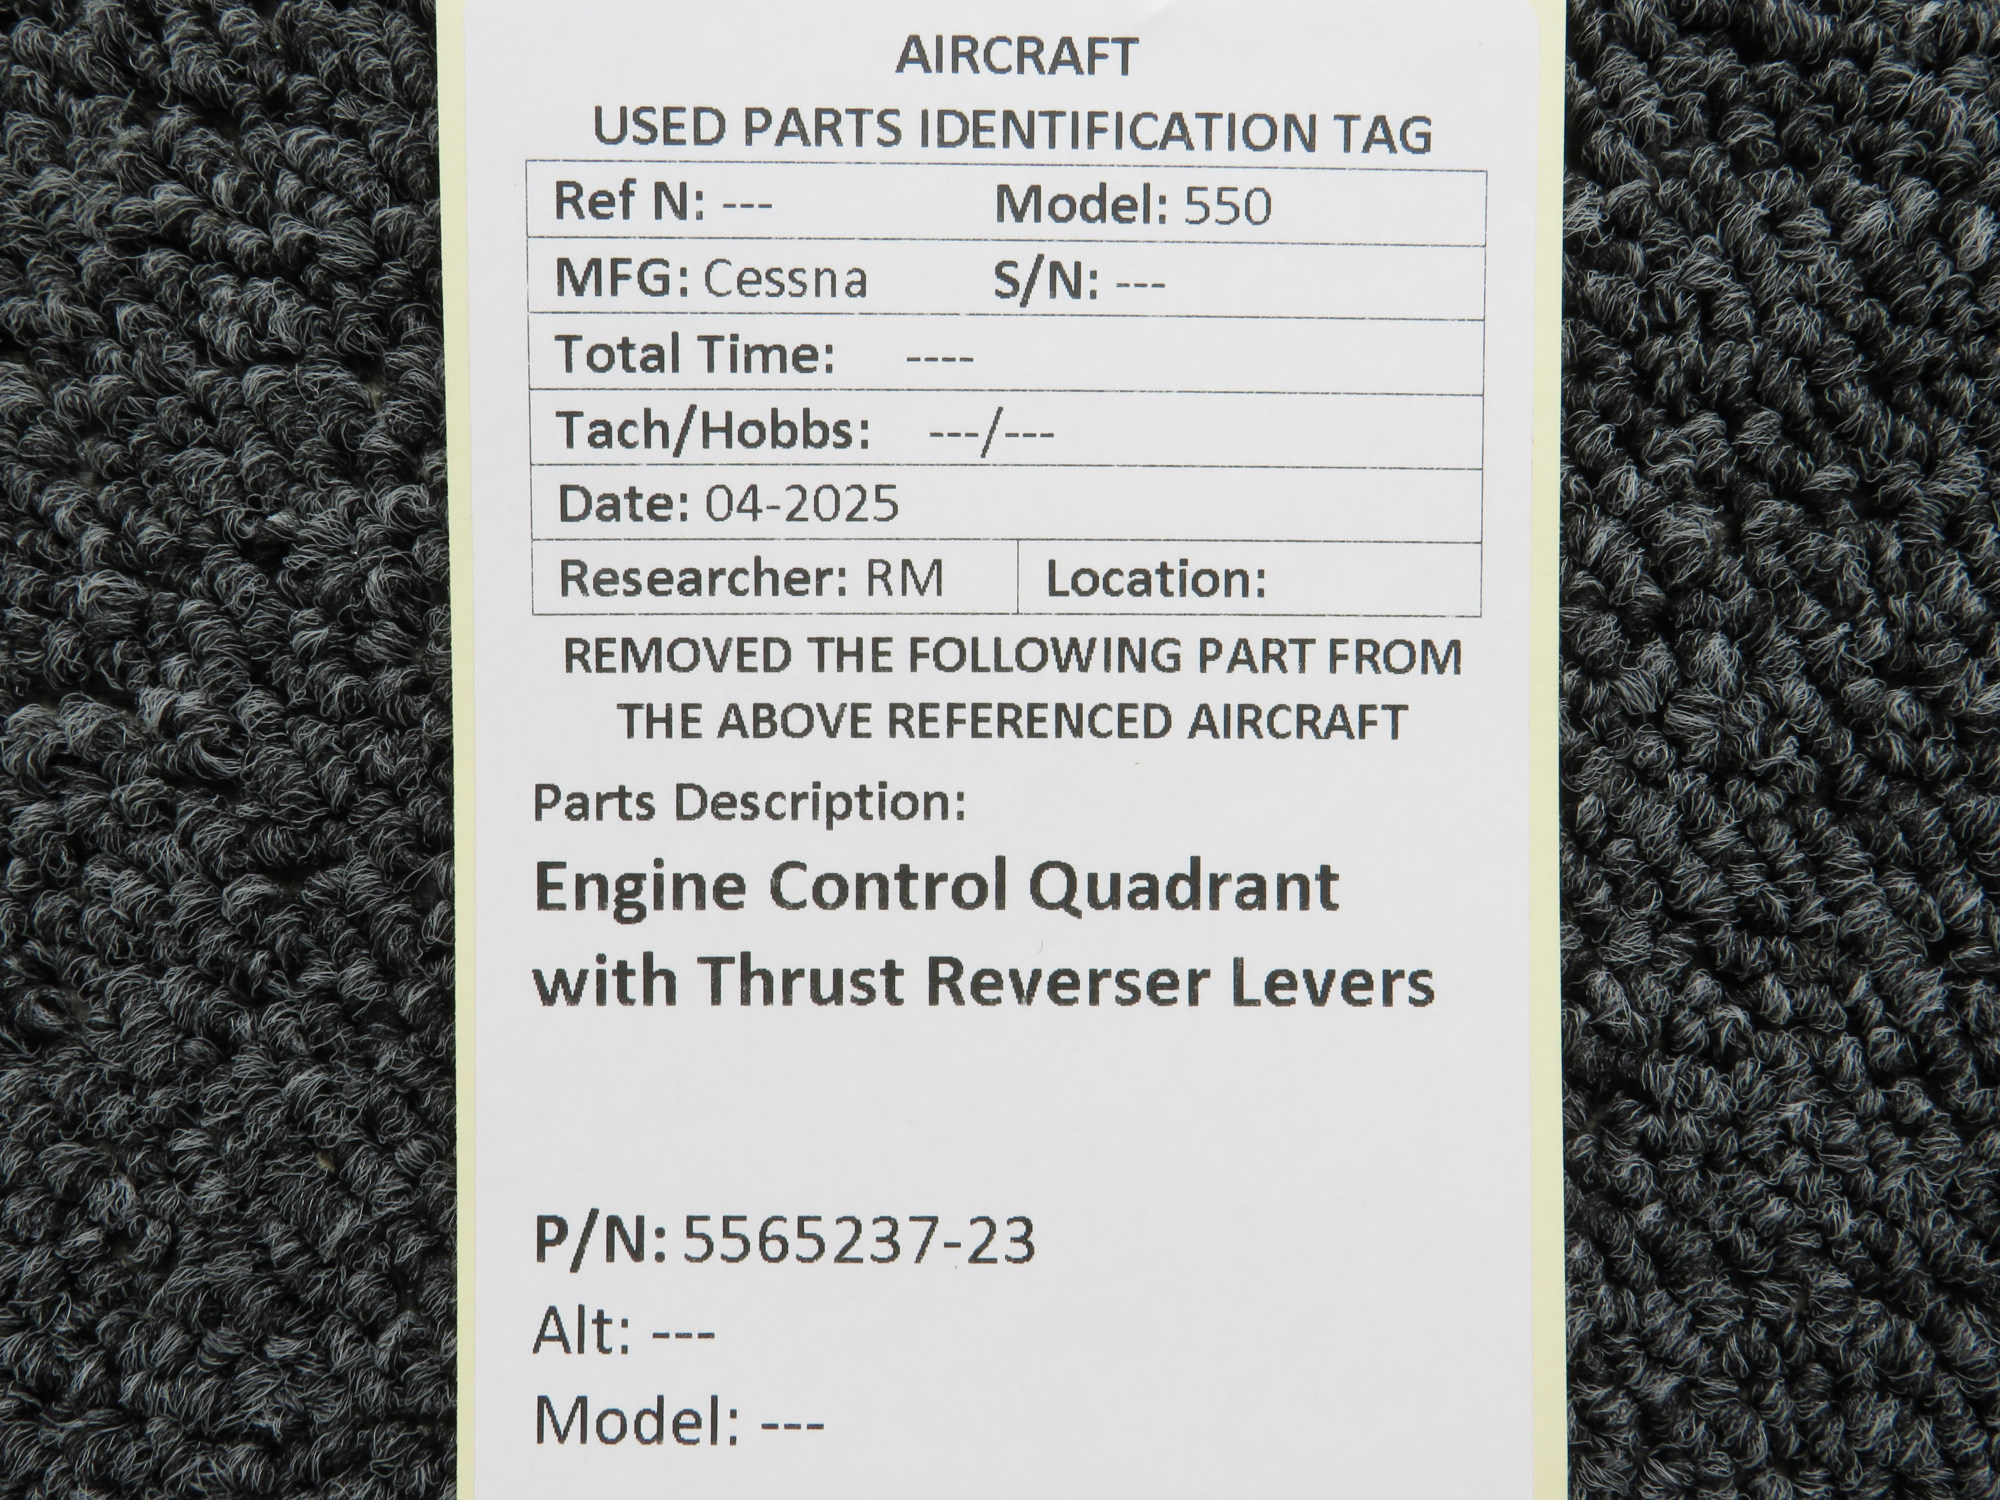 AIRCRAFT
USED PARTS IDENTIFICATION TAG
Ref N: --- Model: 550
MFG: Cessna S/N: ---
Total Time: ----
Tach/Hobbs: ---/---
Date: 04-2025
Researcher: RM Location:
REMOVED THE FOLLOWING PART FROM
THE ABOVE REFERENCED AIRCRAFT
Parts Description:
Engine Control Quadrant
with Thrust Reverser Levers
P/N: 5565237-23
Alt: ---
Model: ---